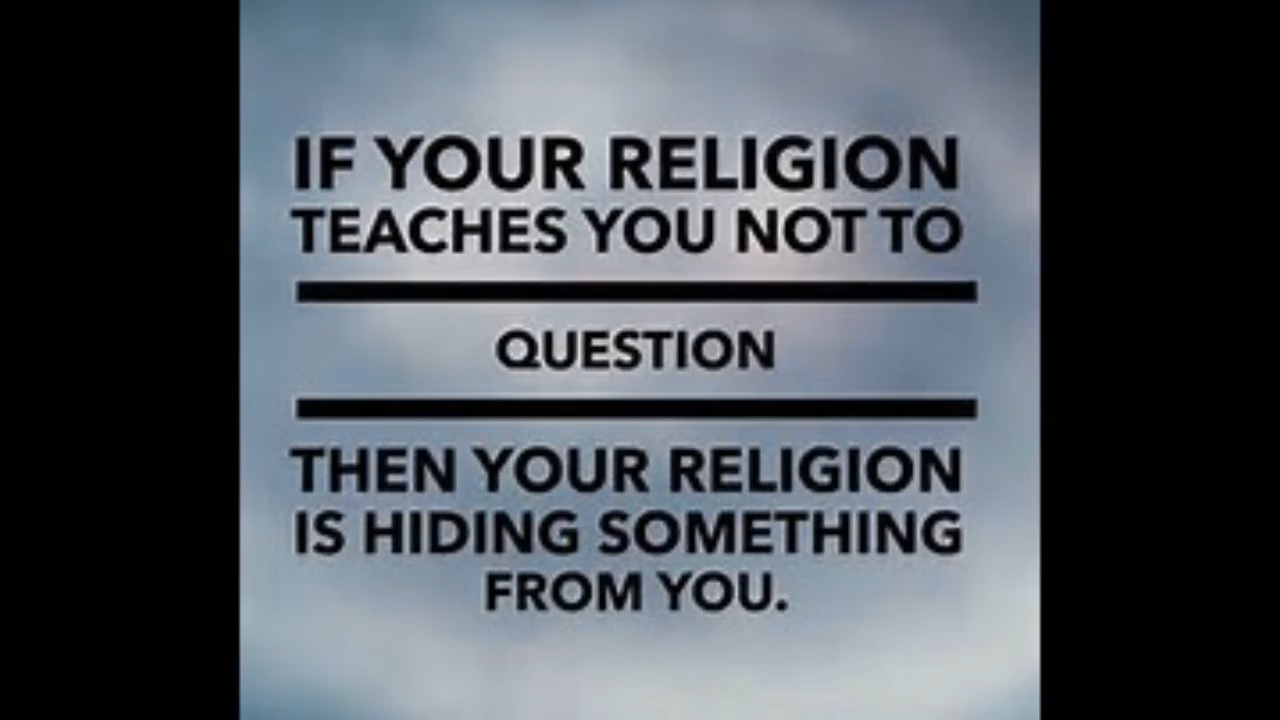 IF YOUR RELIGION
TEACHES YOU NOT TO
QUESTION
THEN YOUR RELIGION
IS HIDING SOMETHING
FROM YOU.